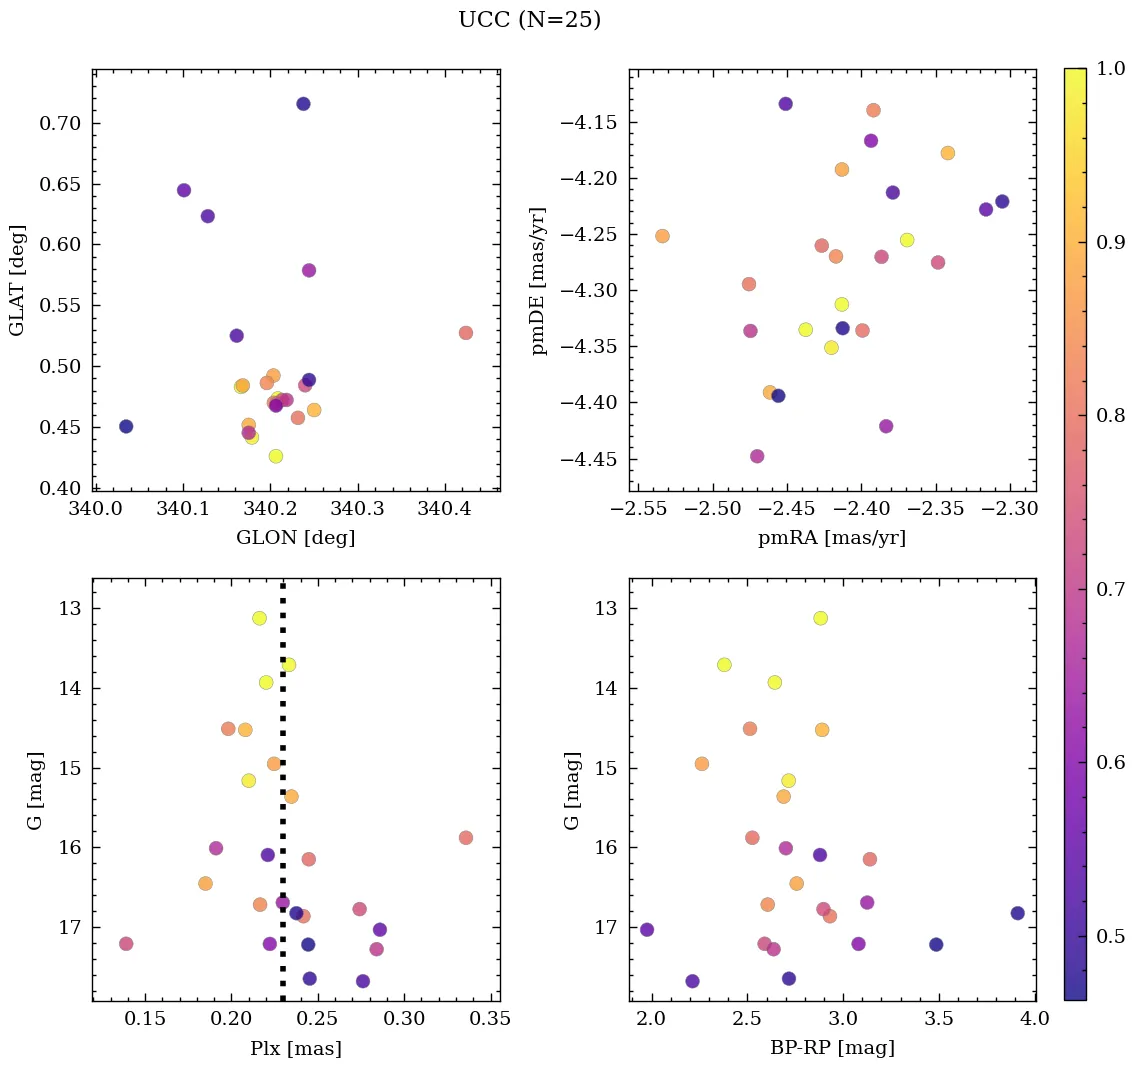 UCC (N=25)
0.70
0.65
0.60
0.55
0.50
0.45
0.40
GLAT [deg]
340.0 340.1 340.2 340.3 340.4
GLON [deg]
−4.15
−4.20
−4.25
−4.30
−4.35
−4.40
−4.45
pmDE [mas/yr]
−2.55 −2.50 −2.45 −2.40 −2.35 −2.30
pmRA [mas/yr]
13
14
15
16
17
G [mag]
0.15 0.20 0.25 0.30 0.35
Plx [mas]
13
14
15
16
17
G [mag]
2.0 2.5 3.0 3.5 4.0
BP-RP [mag]
1.0
0.9
0.8
0.7
0.6
0.5